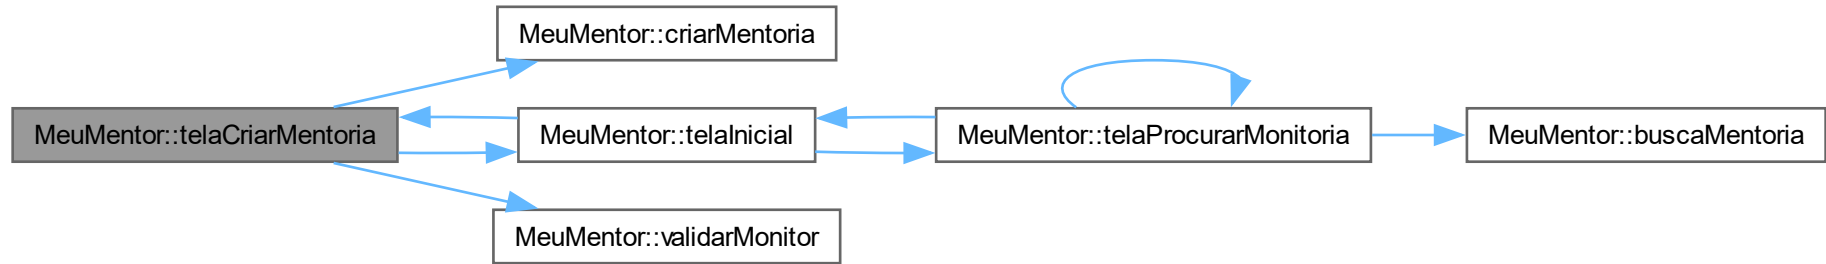 MeuMentor::criarMentoria
MeuMentor::telaCriarMentoria
MeuMentor::telaInicial
MeuMentor::telaProcurarMonitoria
MeuMentor::buscaMentoria
MeuMentor::validarMonitor